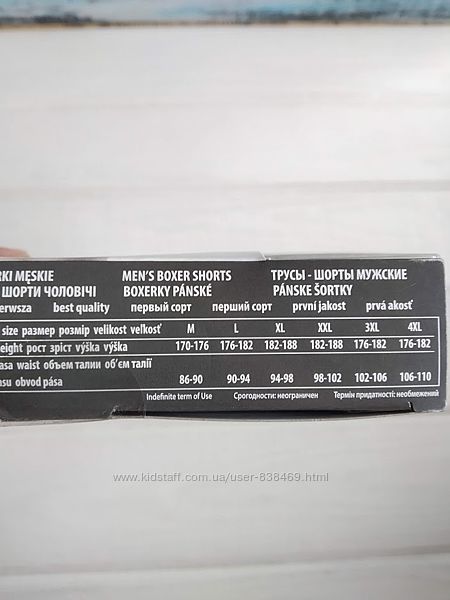 RKI MĘSKIE MEN'S BOXER SHORTS ТРУСЫ - ШОРТЫ МУЖСКИЕ
ШОРТИ ЧОЛОВІЧІ BOXERKY PÁNSKÉ PÁNSKE ŠORTKY
erwsza best quality первый сорт перший сорт první jakost prvá akosť
size размер розмір velikost veľkosť M L XL XXL 3XL 4XL
eight рост зріст výška výška 170-176 176-182 182-188 182-188 176-182 176-182
asa waist объем талии об'єм талії
asu obvod pása 86-90 90-94 94-98 98-102 102-106 106-110
Indefinite term of Use Срогодности: неограничен Термін придатності: необмежений
www.kidstaff.com.ua/user-838469.html